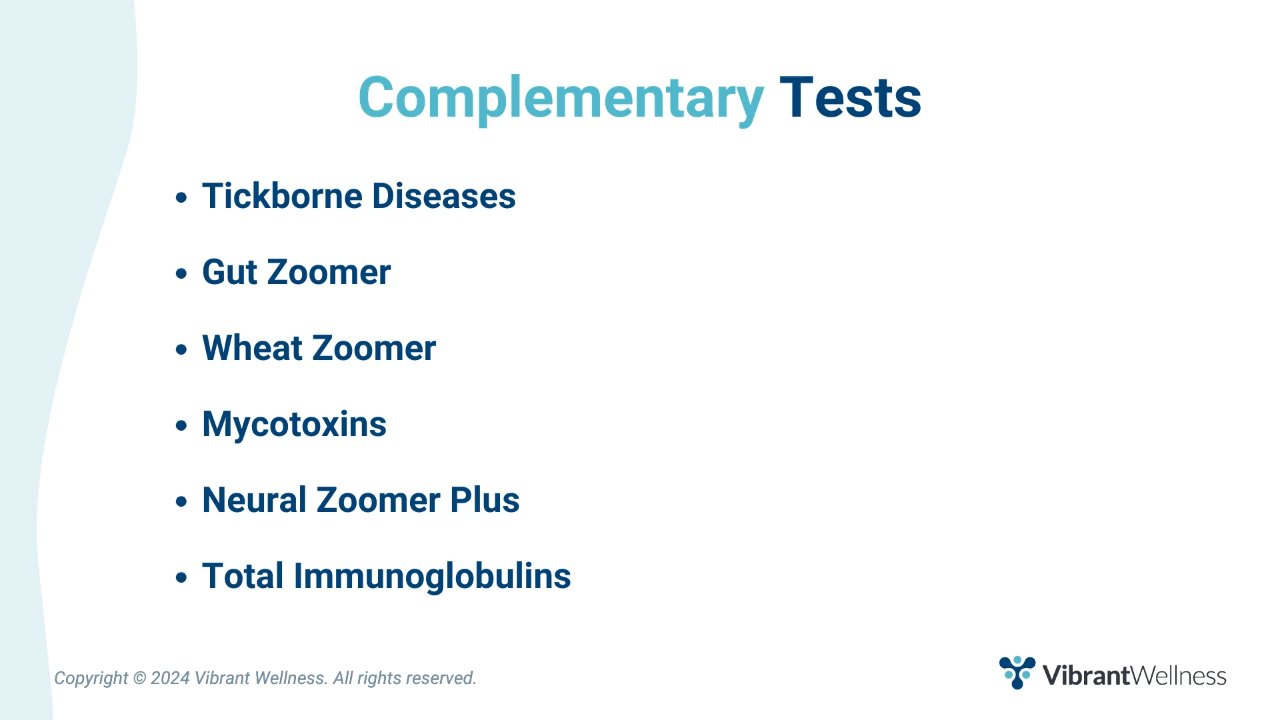 Complementary Tests
• Tickborne Diseases
• Gut Zoomer
• Wheat Zoomer
• Mycotoxins
• Neural Zoomer Plus
• Total Immunoglobulins
Copyright © 2024 Vibrant Wellness. All rights reserved.
VibrantWellness